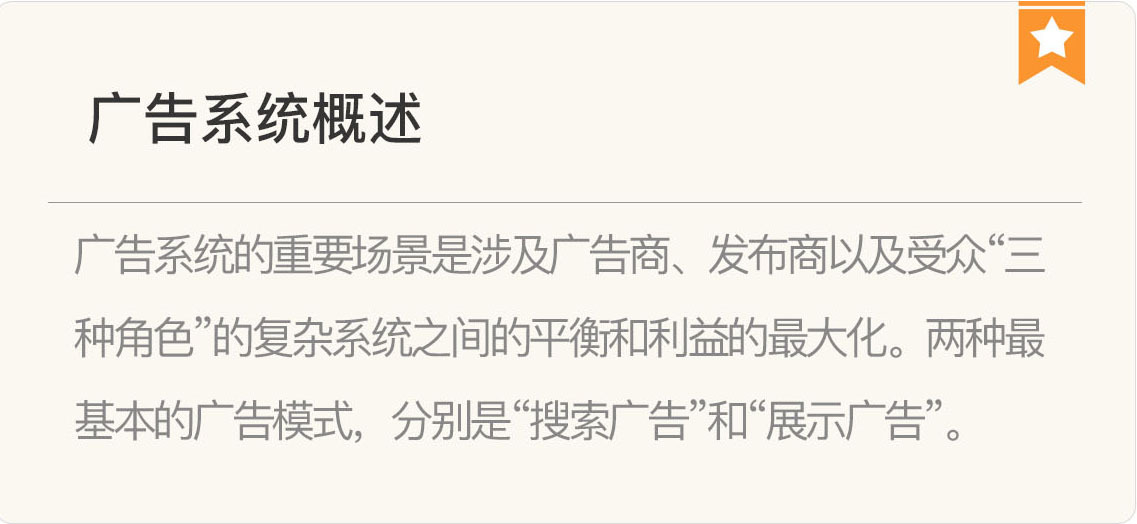 广告系统概述
广告系统的重要场景是涉及广告商、发布商以及受众“三
种角色”的复杂系统之间的平衡和利益的最大化。两种最
基本的广告模式，分别是“搜索广告”和“展示广告”。